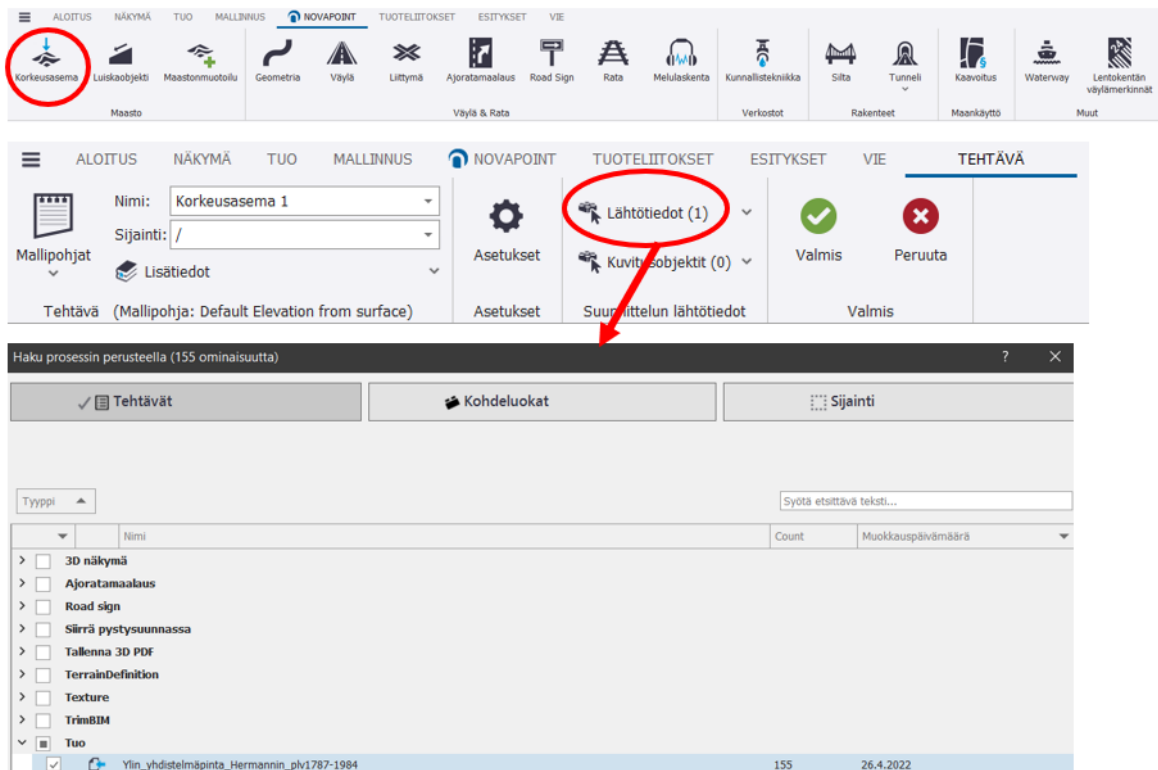 ALOITUS NÄKYMÄ TUO MALLINNUS NOVAPOINT TUOTELIITOKSET ESITYKSET VIE
Korkeusasema Luiskaobjekti Maastonmuotoilu Geometria Väylä Liittymä Ajoratamaalaus Road Sign Rata Melulaskenta Kunnallistekniikka Silta Tunneli Kaavoitus Waterway Lentokentän
väylämerkinnät
Maasto Väylä & Rata Verkostot Rakenteet Maankäyttö Muut
ALOITUS NÄKYMÄ TUO MALLINNUS NOVAPOINT TUOTELIITOKSET ESITYKSET VIE TEHTÄVÄ
Nimi: Korkeusasema 1
Lähtötiedot (1)
Sijainti: /
Mallipohjat Asetukset Valmis Peruuta
Lisätiedot Kuvitusobjektit (0)
Tehtävä (Mallipohja: Default Elevation from surface) Asetukset Suunnittelun lähtötiedot Valmis
Haku prosessin perusteella (155 ominaisuutta) ?
Tehtävät Kohdeluokat Sijainti
Tyyppi Syötä etsittävä teksti...
Nimi Count Muokkauspäivämäärä
3D näkymä
Ajoratamaalaus
Road sign
Siirrä pystysuunnassa
Tallenna 3D PDF
TerrainDefinition
Texture
TrimBIM
Tuo
Ylin_yhdistelmäpinta_Hermannin_plv1787-1984 155 26.4.2022